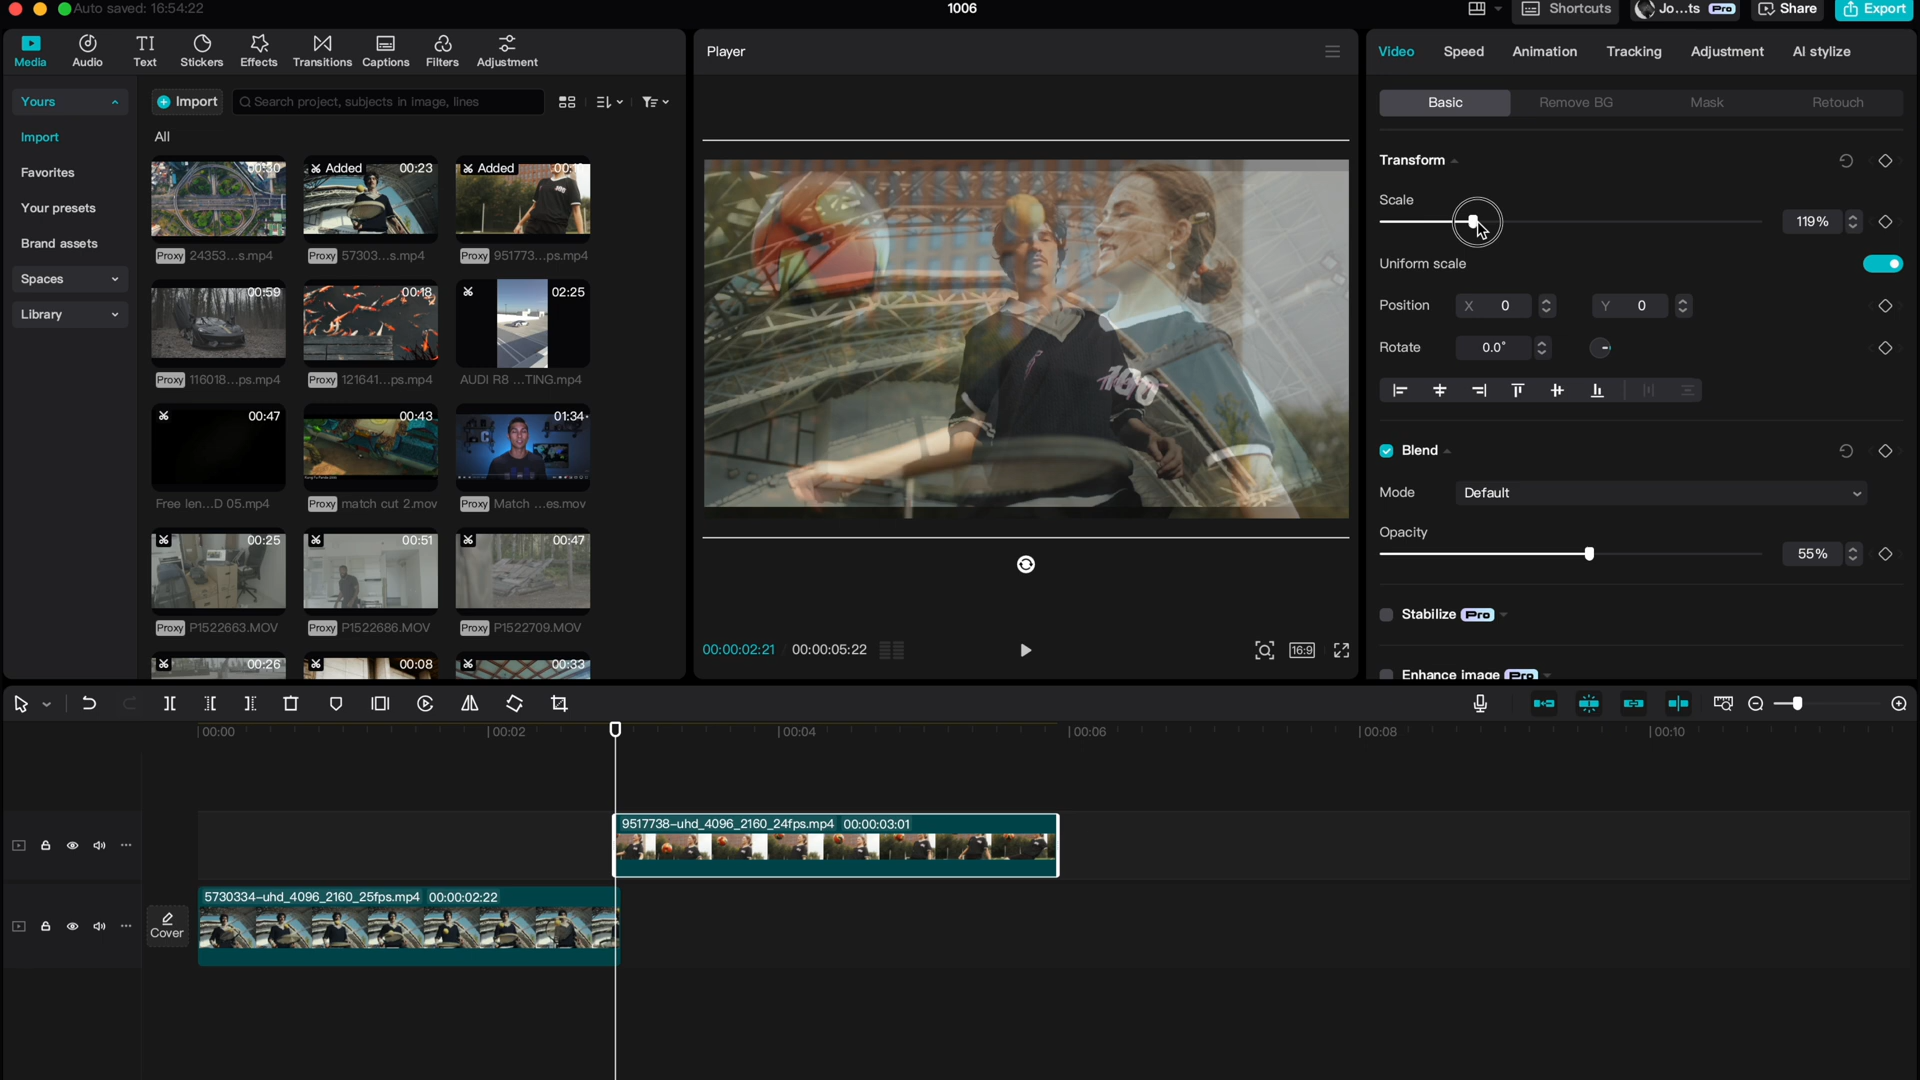 Auto saved: 16:54:22
1006
Shortcuts
Jo...ts Pro
Share
Export
Media
Audio
Text
Stickers
Effects
Transitions
Captions
Filters
Adjustment
Player
Video
Speed
Animation
Tracking
Adjustment
AI stylize
Yours
Import
Search project, subjects in image, lines
Basic
Remove BG
Mask
Retouch
Import
Favorites
Your presets
Brand assets
Spaces
Library
All
00:30
Added 00:23
Added
Proxy 24353...s.mp4
Proxy 57303...s.mp4
Proxy 951773...ps.mp4
00:59
00:18
02:25
Proxy 116018...ps.mp4
Proxy 121641...ps.mp4
AUDI R8 ...TING.mp4
00:47
00:43
01:34
Free len...D 05.mp4
Proxy match cut 2.mov
Proxy Match ...es.mov
00:25
00:51
00:47
Proxy P1522663.MOV
Proxy P1522686.MOV
Proxy P1522709.MOV
00:26
00:08
00:33
100
00:00:02:21 / 00:00:05:22
16:9
Transform
Scale
119%
Uniform scale
Position X 0 Y 0
Rotate 0.0°
Blend
Mode Default
Opacity
55%
Stabilize Pro
Enhance image Pro
00:00
00:02
00:04
00:06
00:08
00:10
9517738-uhd_4096_2160_24fps.mp4 00:00:03:01
5730334-uhd_4096_2160_25fps.mp4 00:00:02:22
Cover